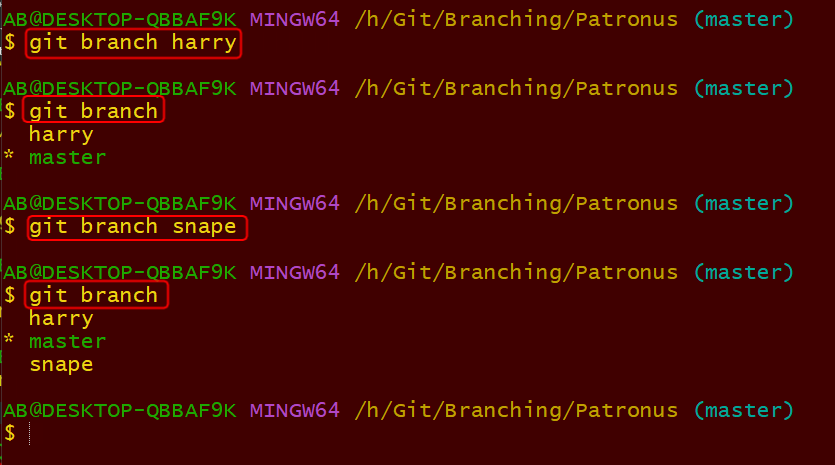 AB@DESKTOP-QBBAF9K MINGW64 /h/Git/Branching/Patronus (master)
$ git branch harry
AB@DESKTOP-QBBAF9K MINGW64 /h/Git/Branching/Patronus (master)
$ git branch
harry
* master
AB@DESKTOP-QBBAF9K MINGW64 /h/Git/Branching/Patronus (master)
$ git branch snape
AB@DESKTOP-QBBAF9K MINGW64 /h/Git/Branching/Patronus (master)
$ git branch
harry
* master
snape
AB@DESKTOP-QBBAF9K MINGW64 /h/Git/Branching/Patronus (master)
$